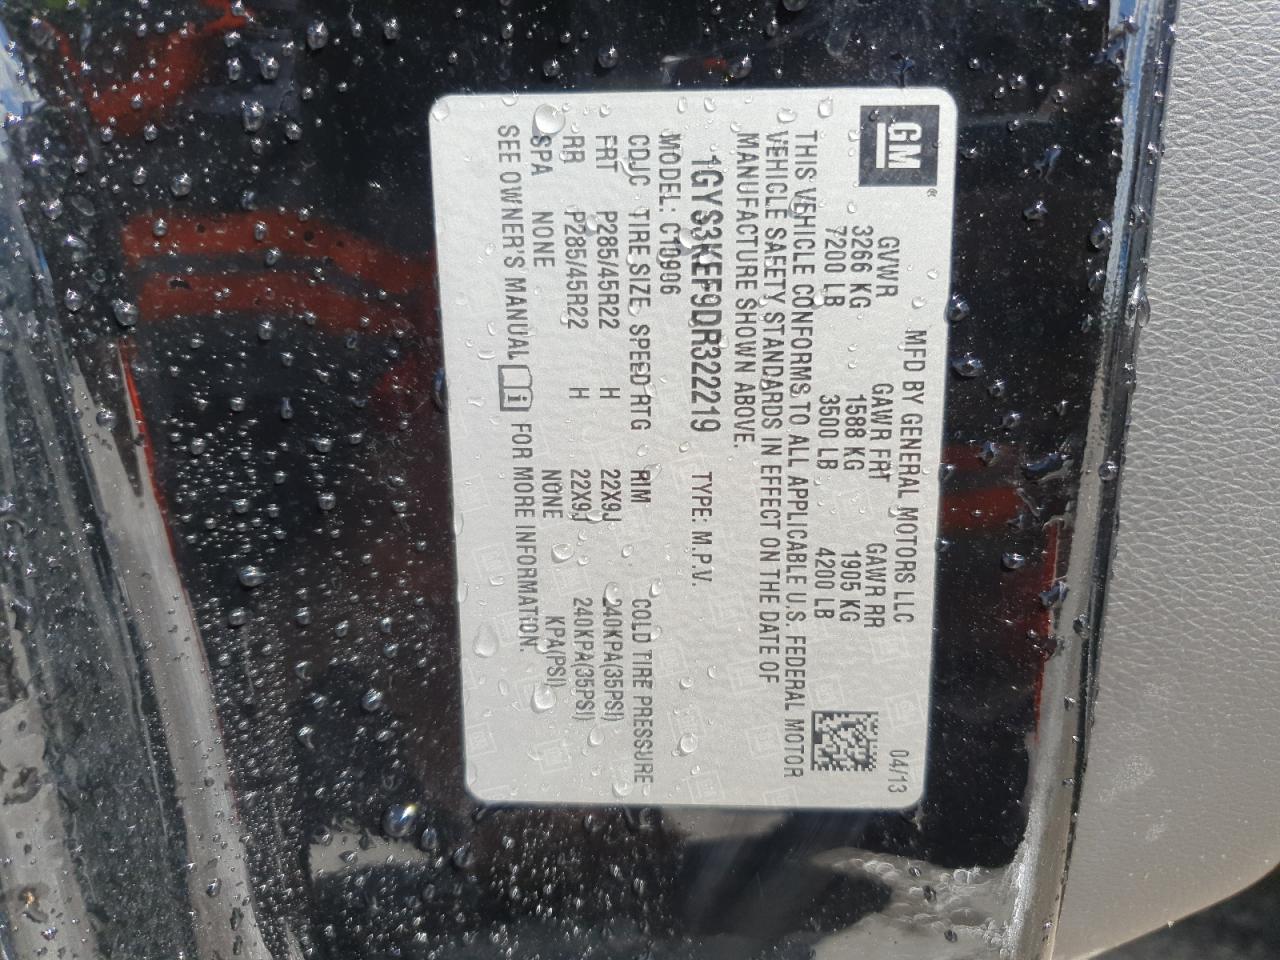 GM®
MFD BY GENERAL MOTORS LLC 04/13
GVWR GAWR FRT GAWR RR
3266 KG 1588 KG 1905 KG
7200 LB 3500 LB 4200 LB
THIS VEHICLE CONFORMS TO ALL APPLICABLE U.S. FEDERAL MOTOR
VEHICLE SAFETY STANDARDS IN EFFECT ON THE DATE OF
MANUFACTURE SHOWN ABOVE.
1GYS3KEF9DR322219 TYPE: M.P.V.
MODEL: C10906
CDJC TIRE SIZE SPEED RTG RIM COLD TIRE PRESSURE
FRT P285/45R22 H 22X9J 240KPA(35PSI)
RR P285/45R22 H 22X9J 240KPA(35PSI)
SPA NONE NONE KPA(PSI)
SEE OWNER'S MANUAL i FOR MORE INFORMATION.